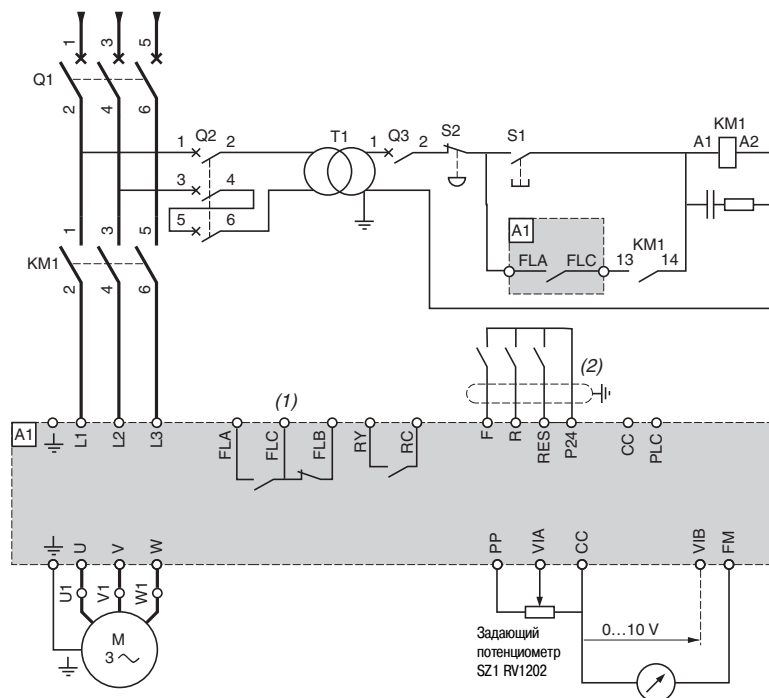 1 3 5
Q1
2 4 6
1 Q2 2
3 4
5 6
T1
1 Q3 2
S2
S1
KM1
A1 A2
A1
FLA FLC
KM1
13 14
1 3 5
KM1
2 4 6
(1)
(2)
A1
L1 L2 L3
FLA FLC FLB RY RC
F R RES P24 CC PLC
U V W
PP VIA CC VIB FM
U1 V1 W1
M
3
Задающий
потенциометр
SZ1 RV1202
0...10 V